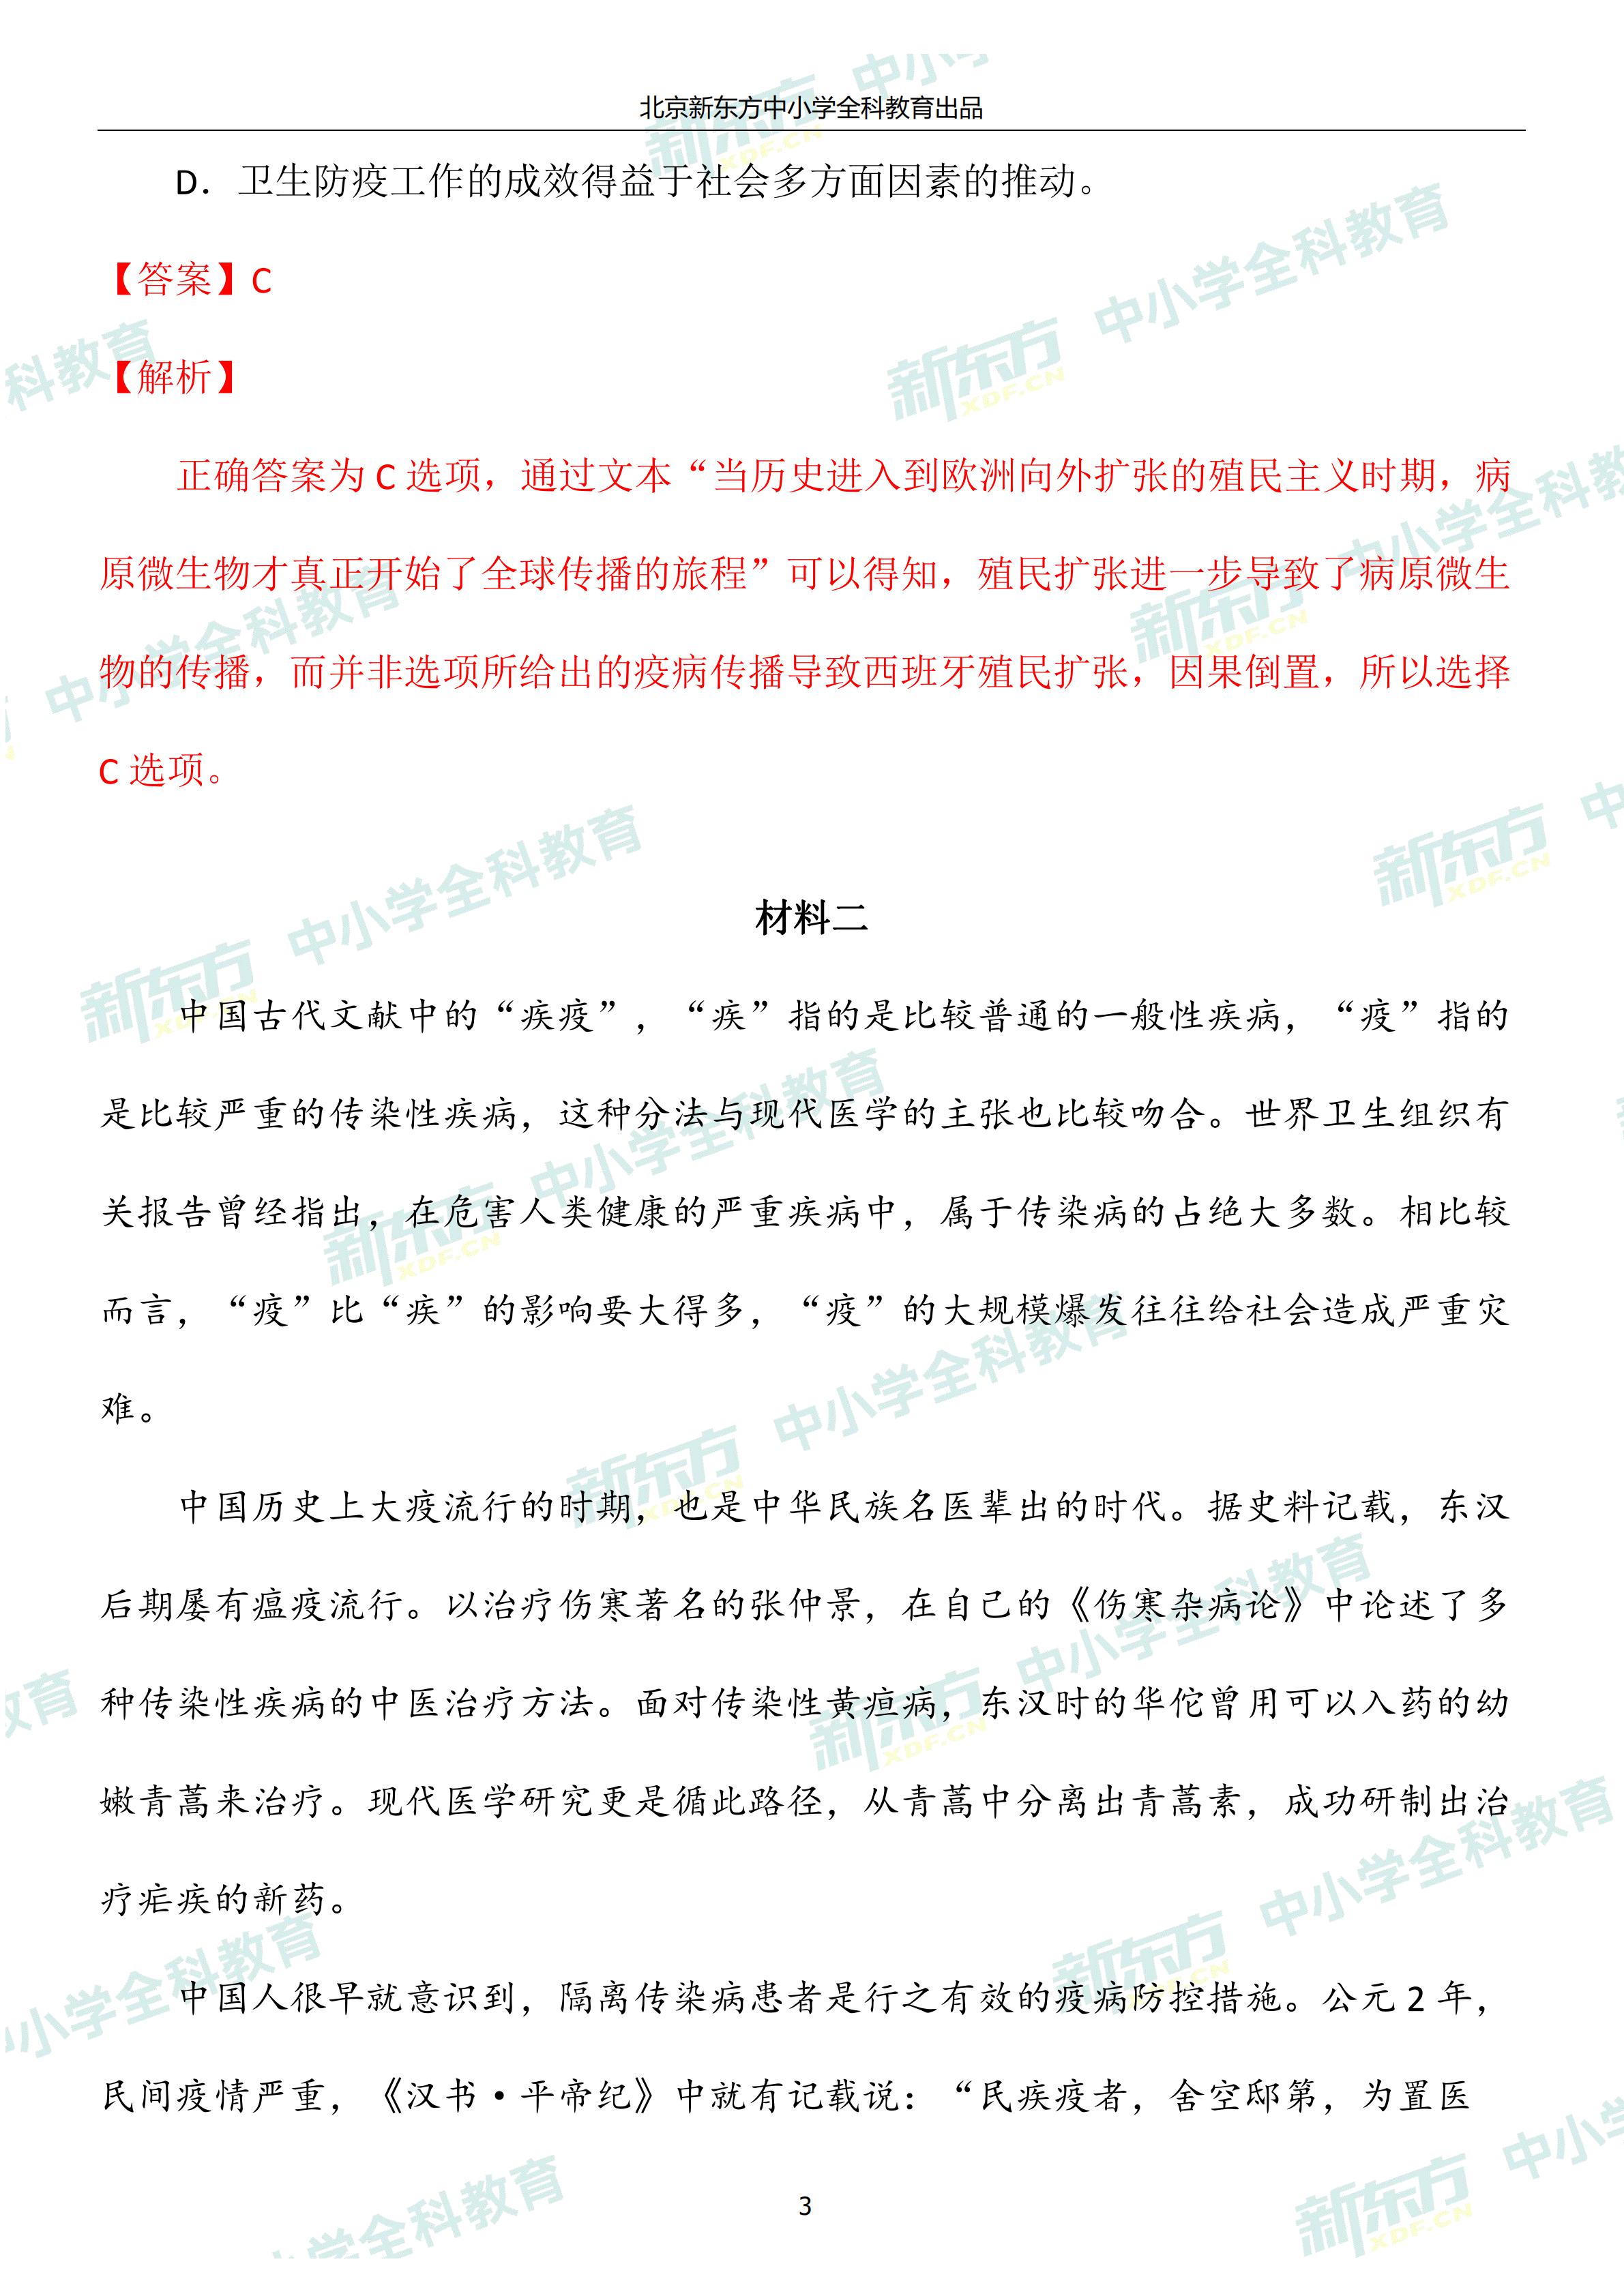 北京新东方中小学全科教育出品
D．卫生防疫工作的成效得益于社会多方面因素的推动。
【答案】C
【解析】
正确答案为 C 选项，通过文本“当历史进入到欧洲向外扩张的殖民主义时期，病
原微生物才真正开始了全球传播的旅程”可以得知，殖民扩张进一步导致了病原微生
物的传播，而并非选项所给出的疫病传播导致西班牙殖民扩张，因果倒置，所以选择
C 选项。
材料二
中国古代文献中的“疾疫”，“疾”指的是比较普通的一般性疾病，“疫”指的
是比较严重的传染性疾病，这种分法与现代医学的主张也比较吻合。世界卫生组织有
关报告曾经指出，在危害人类健康的严重疾病中，属于传染病的占绝大多数。相比较
而言，“疫”比“疾”的影响要大得多，“疫”的大规模爆发往往给社会造成严重灾
难。
中国历史上大疫流行的时期，也是中华民族名医辈出的时代。据史料记载，东汉
后期屡有瘟疫流行。以治疗伤寒著名的张仲景，在自己的《伤寒杂病论》中论述了多
种传染性疾病的中医治疗方法。面对传染性黄疸病，东汉时的华佗曾用可以入药的幼
嫩青蒿来治疗。现代医学研究更是循此路径，从青蒿中分离出青蒿素，成功研制出治
疗疟疾的新药。
中国人很早就意识到，隔离传染病患者是行之有效的疫病防控措施。公元 2 年，
民间疫情严重，《汉书·平帝纪》中就有记载说：“民疾疫者，舍空邸第，为置医
3
新东方 XDF.CN 中小学全科教育